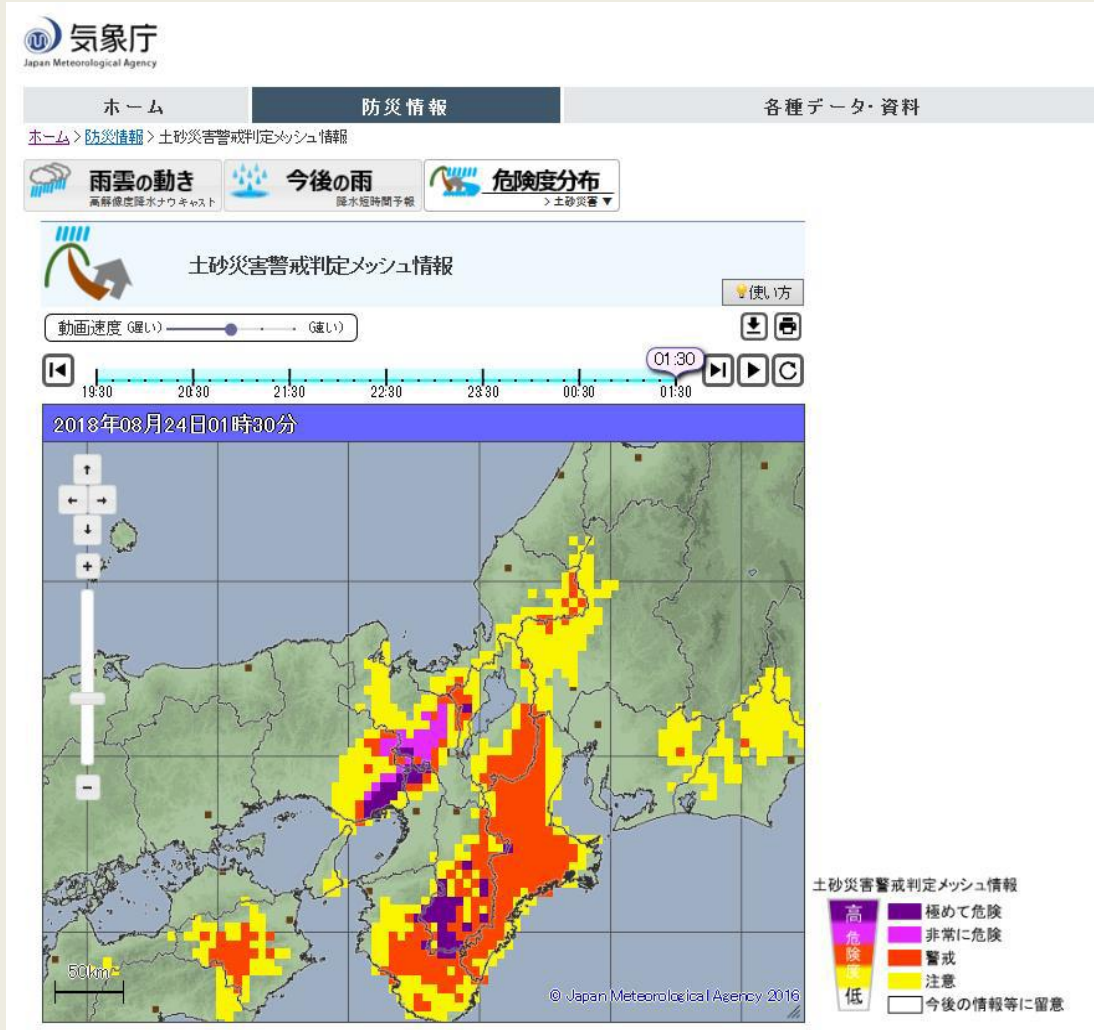 気象庁
Japan Meteorological Agency
ホーム 防災情報 各種データ・資料
ホーム > 防災情報 > 土砂災害警戒判定メッシュ情報
雨雲の動き 今後の雨 危険度分布
高解像度降水ナウキャスト 降水短時間予報 >土砂災害▼
土砂災害警戒判定メッシュ情報
使い方
動画速度 (遅い) (速い)
01:30
19:30 20:30 21:30 22:30 23:30 00:30 01:30
2018年08月24日01時30分
↑
← →
↓
+
-
50km
© Japan Meteorological Agency 2016
土砂災害警戒判定メッシュ情報
高 危険度 低
極めて危険
非常に危険
警戒
注意
今後の情報等に留意